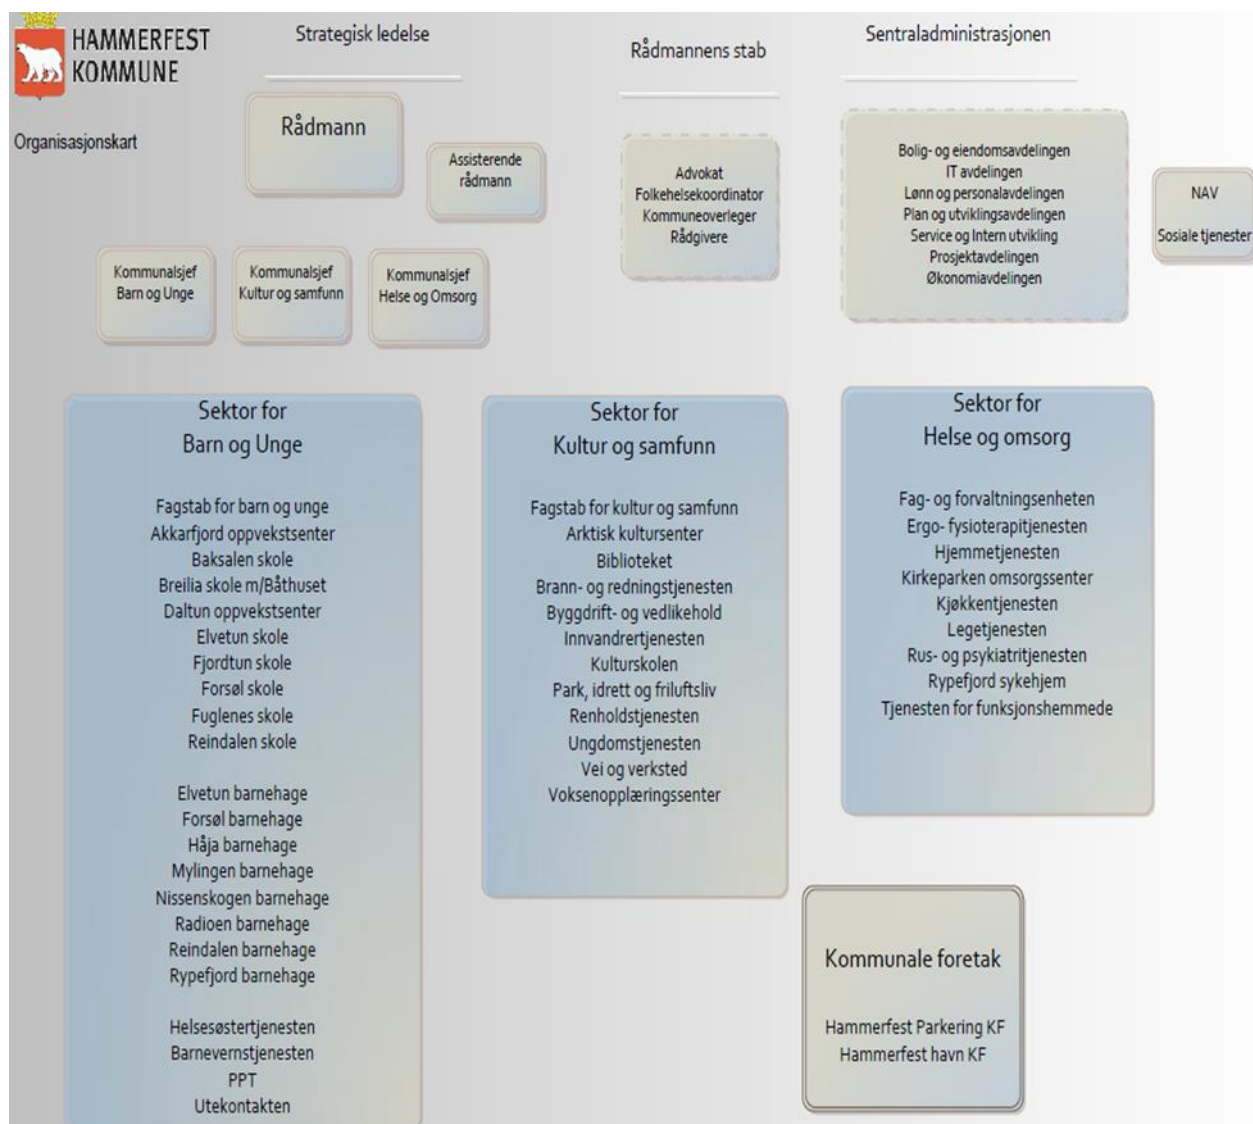 HAMMERFEST
KOMMUNE
Organisasjonskart
Strategisk ledelse
Rådmann
Assisterende
rådmann
Kommunalsjef
Barn og Unge
Kommunalsjef
Kultur og samfunn
Kommunalsjef
Helse og Omsorg
Rådmannens stab
Advokat
Folkehelsekoordinator
Kommuneoverleger
Rådgivere
Sentraladministrasjonen
Bolig- og eiendomsavdelingen
IT avdelingen
Lønn og personalavdelingen
Plan og utviklingsavdelingen
Service og Intern utvikling
Prosjektavdelingen
Økonomiavdelingen
NAV
Sosiale tjenester
Sektor for
Barn og Unge
Fagstab for barn og unge
Akkarfjord oppvekstsenter
Baksalen skole
Breilia skole m/Båthuset
Daltun oppvekstsenter
Elvetun skole
Fjordtun skole
Forsøl skole
Fuglenes skole
Reindalen skole
Elvetun barnehage
Forsøl barnehage
Håja barnehage
Mylingen barnehage
Nissenskogen barnehage
Radioen barnehage
Reindalen barnehage
Rypefjord barnehage
Helsesøstertjenesten
Barnevernstjenesten
PPT
Utekontakten
Sektor for
Kultur og samfunn
Fagstab for kultur og samfunn
Arktisk kultursenter
Biblioteket
Brann- og redningstjenesten
Byggdrift- og vedlikehold
Innvandrertjenesten
Kulturskolen
Park, idrett og friluftsliv
Renholdstjenesten
Ungdomstjenesten
Vei og verksted
Voksenopplæringssenter
Sektor for
Helse og omsorg
Fag- og forvaltningsenheten
Ergo- fysioterapitjenesten
Hjemmetjenesten
Kirkeparken omsorgssenter
Kjøkkentjenesten
Legetjenesten
Rus- og psykiatritjenesten
Rypefjord sykehjem
Tjenesten for funksjonshemmede
Kommunale foretak
Hammerfest Parkering KF
Hammerfest havn KF